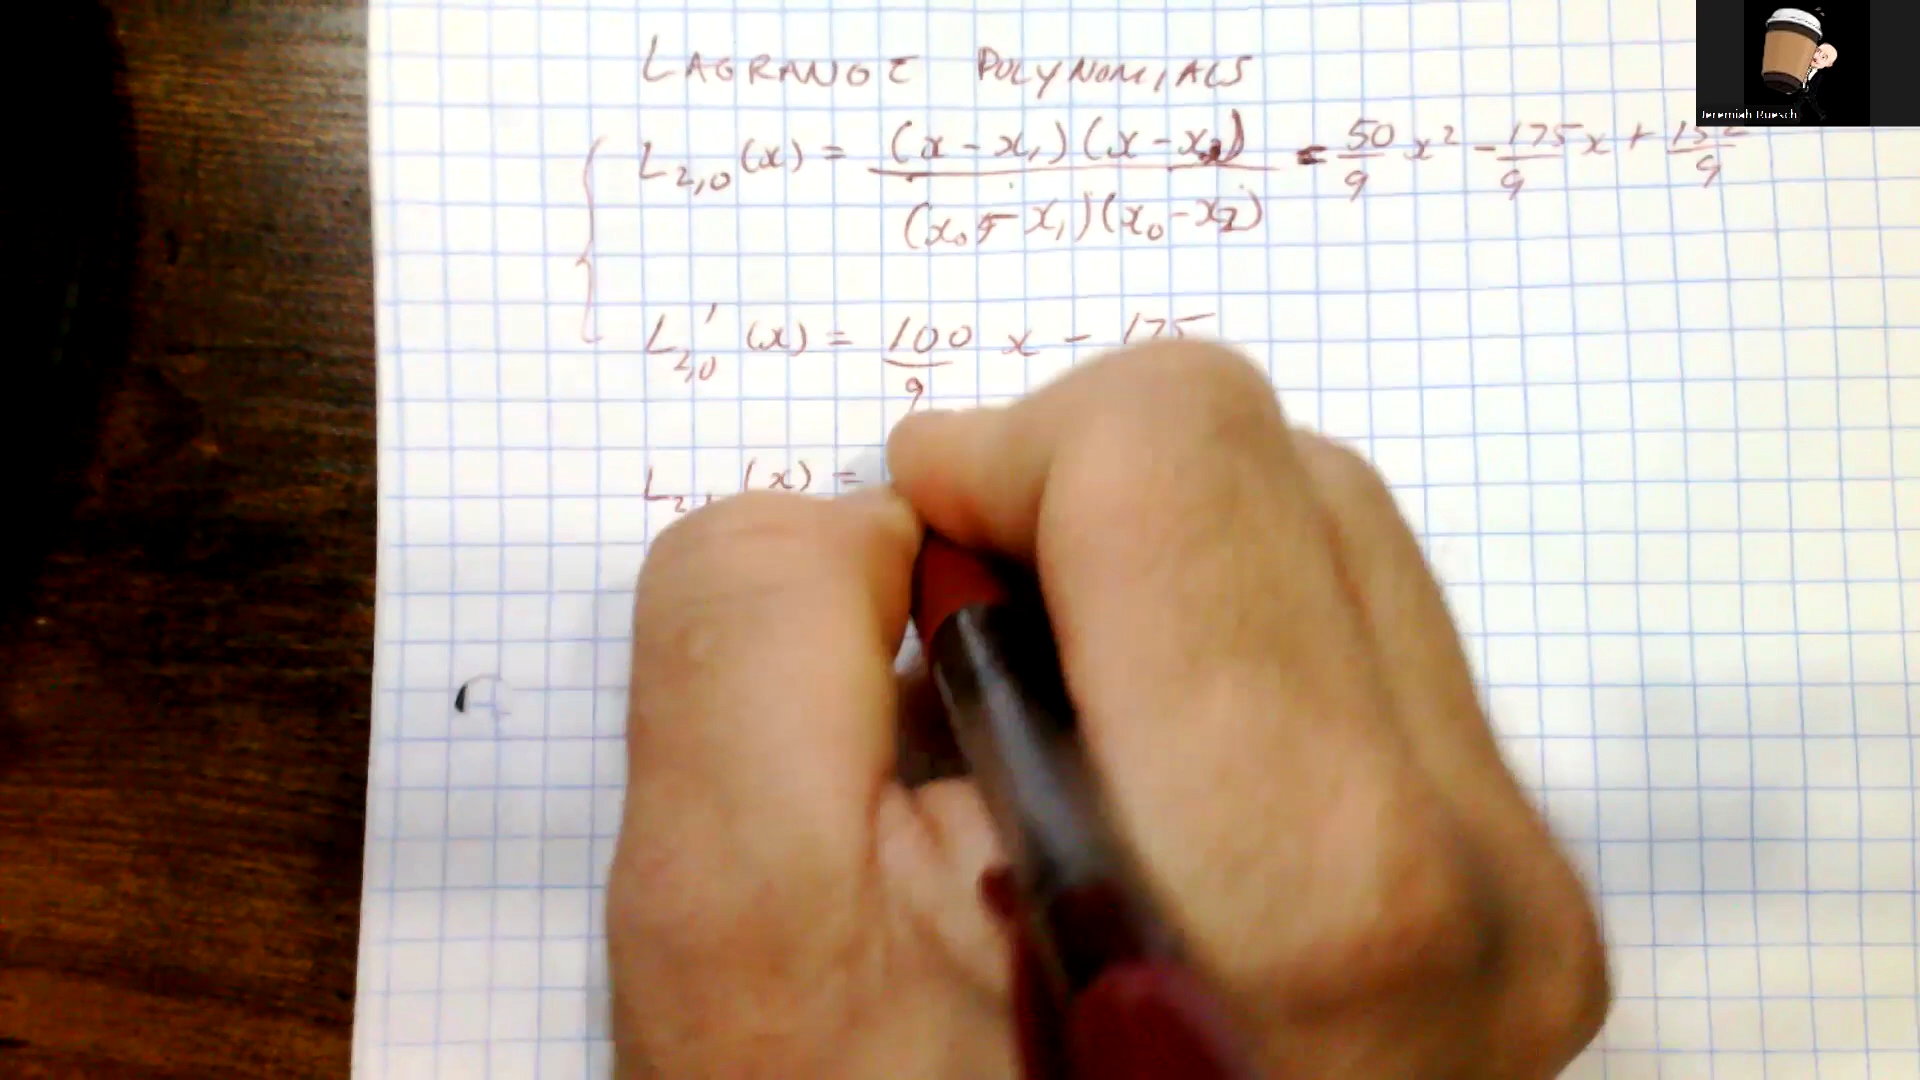 LAGRANGE POLYNOMIALS
Jeremiah Ruesch
L₂,₀(x) = (x - x₁)(x - x₂) / (x₀ - x₁)(x₀ - x₂) = 50/9 x² - 175/9 x + 152/9
L'₂,₀(x) = 100/9 x - 175
L₂,₁(x) =